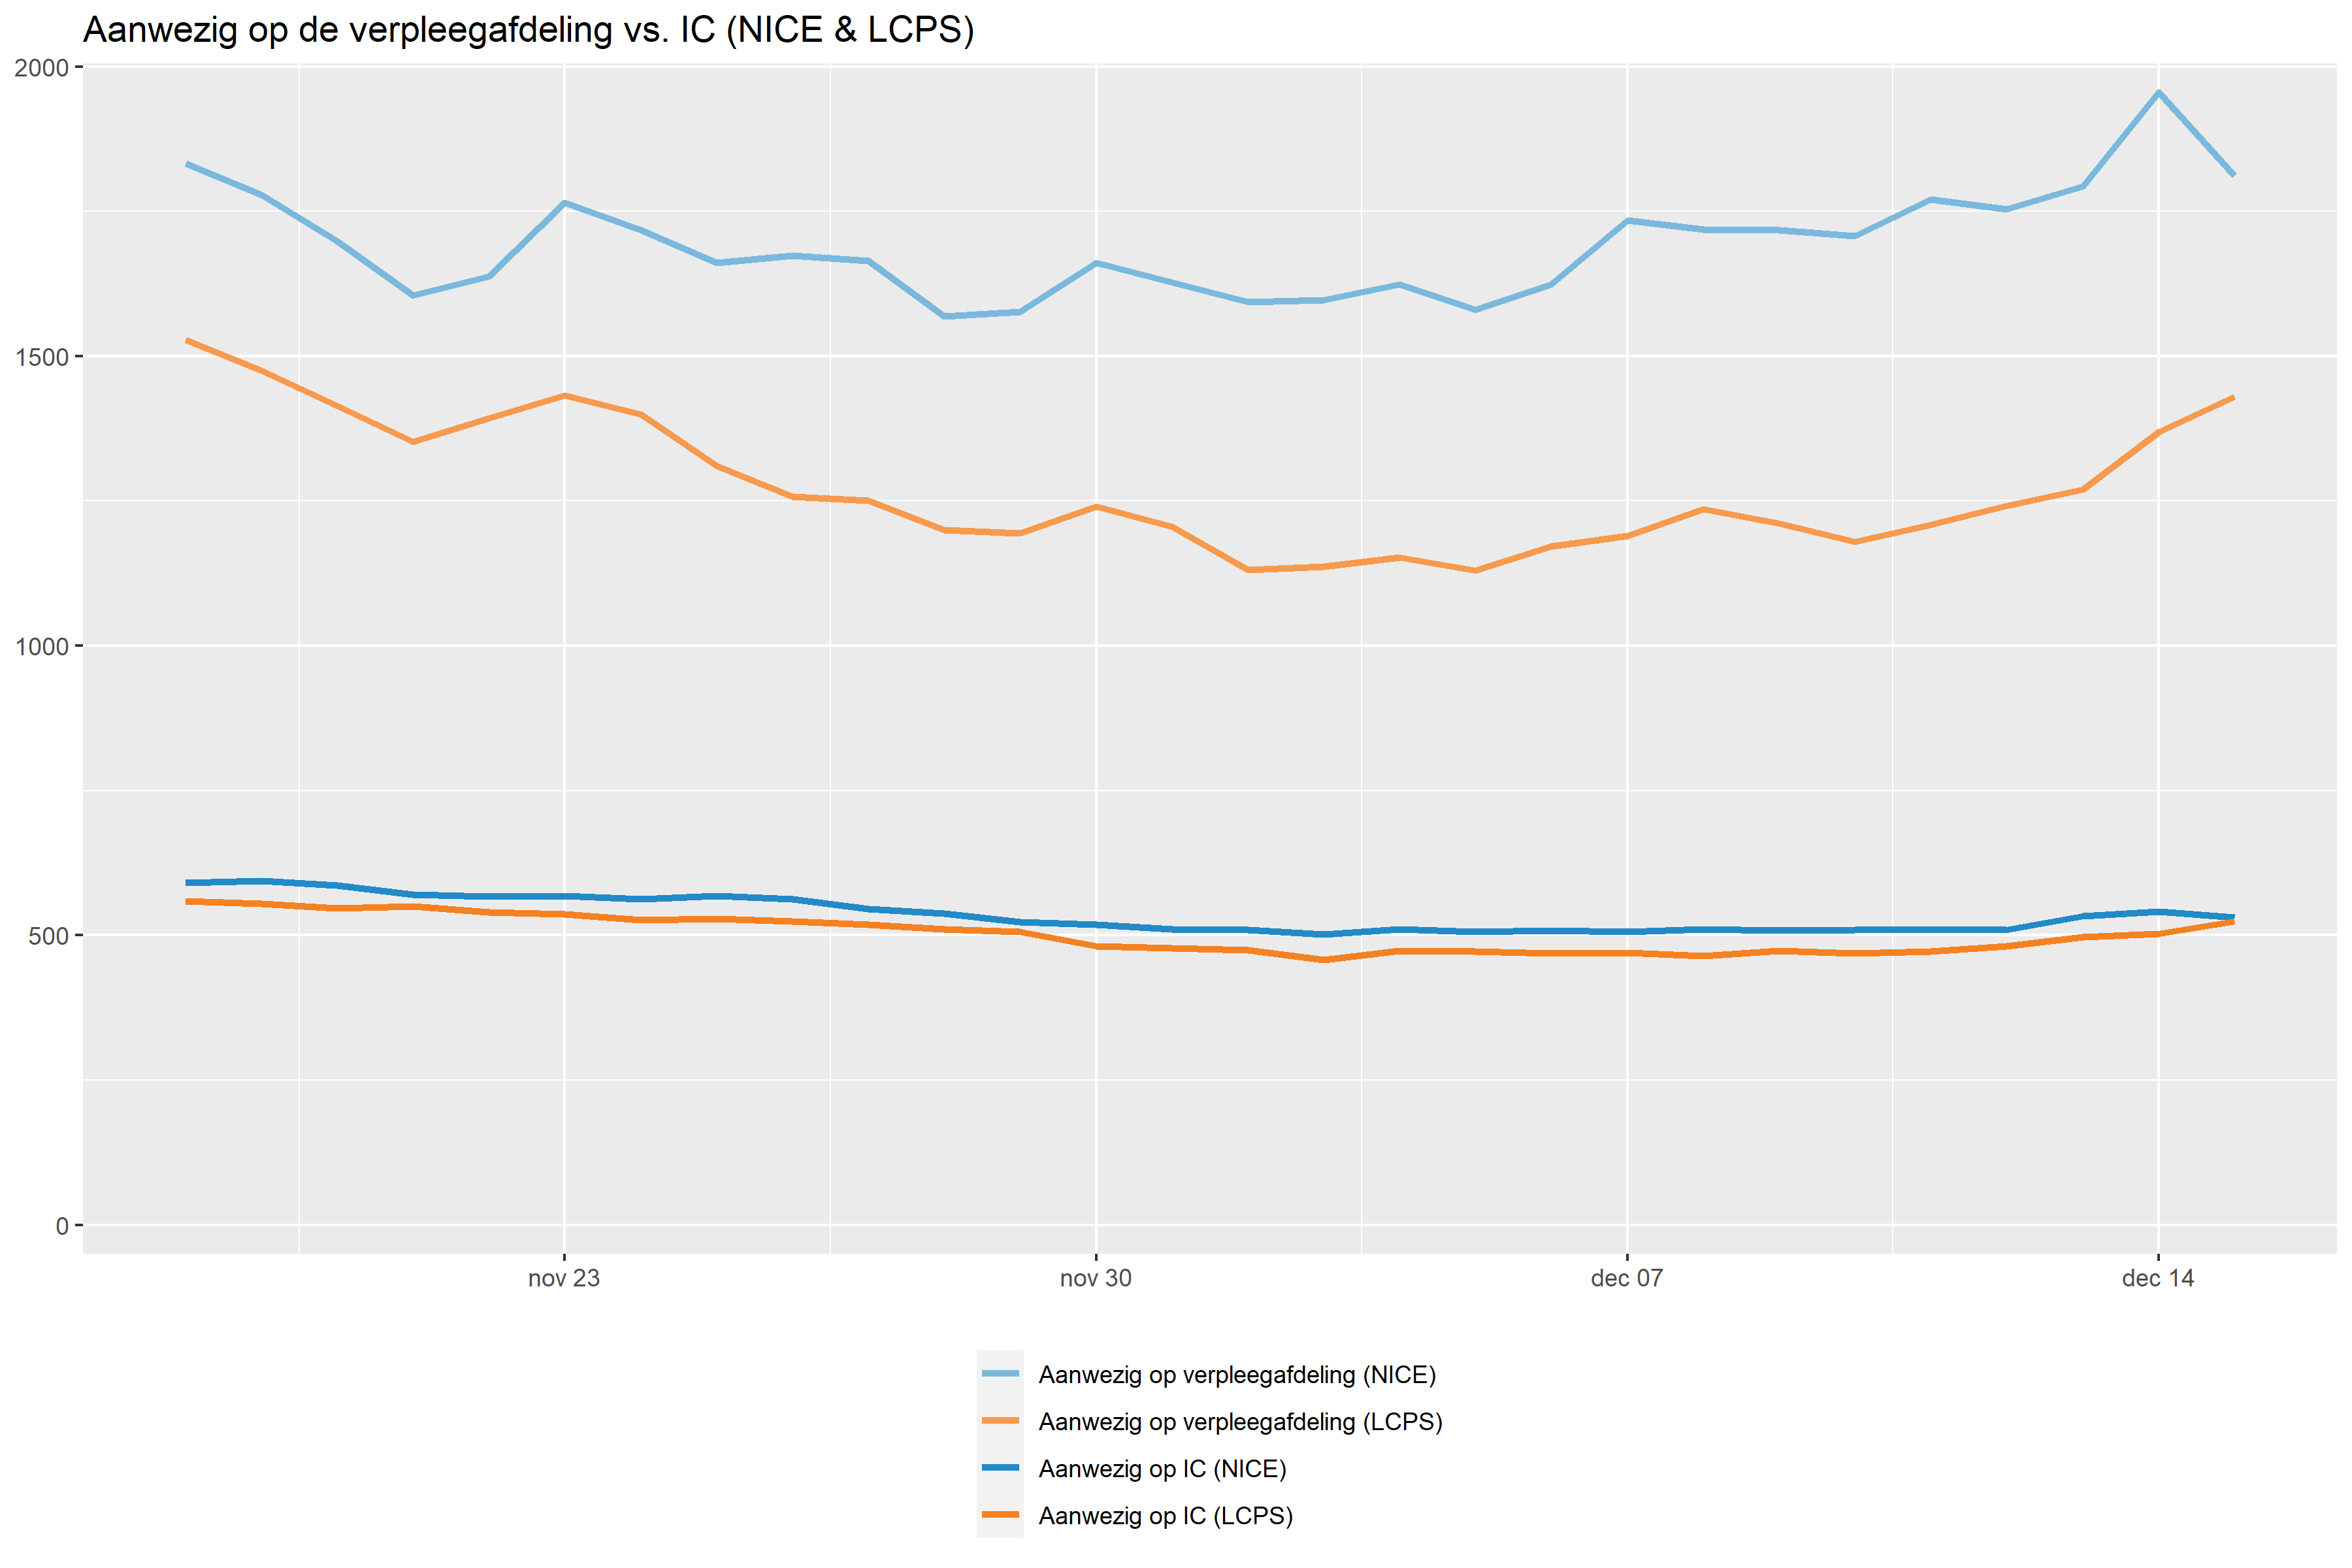 Aanwezig op de verpleegafdeling vs. IC (NICE & LCPS)
2000
1500
1000
500
0
nov 23
nov 30
dec 07
dec 14
Aanwezig op verpleegafdeling (NICE)
Aanwezig op verpleegafdeling (LCPS)
Aanwezig op IC (NICE)
Aanwezig op IC (LCPS)